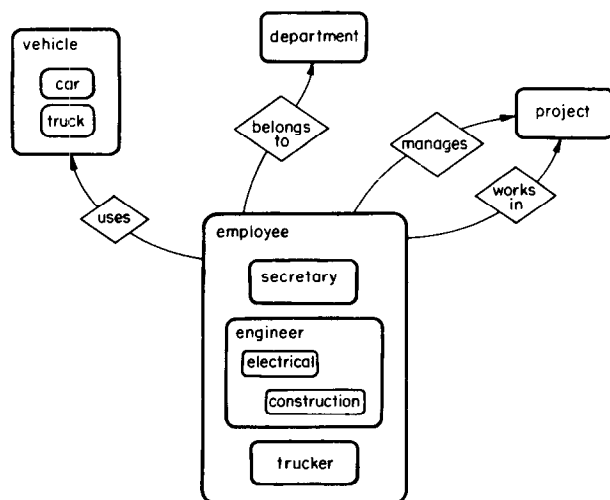 vehicle
car
truck
department
belongs
to
manages
project
works
in
uses
employee
secretary
engineer
electrical
construction
trucker